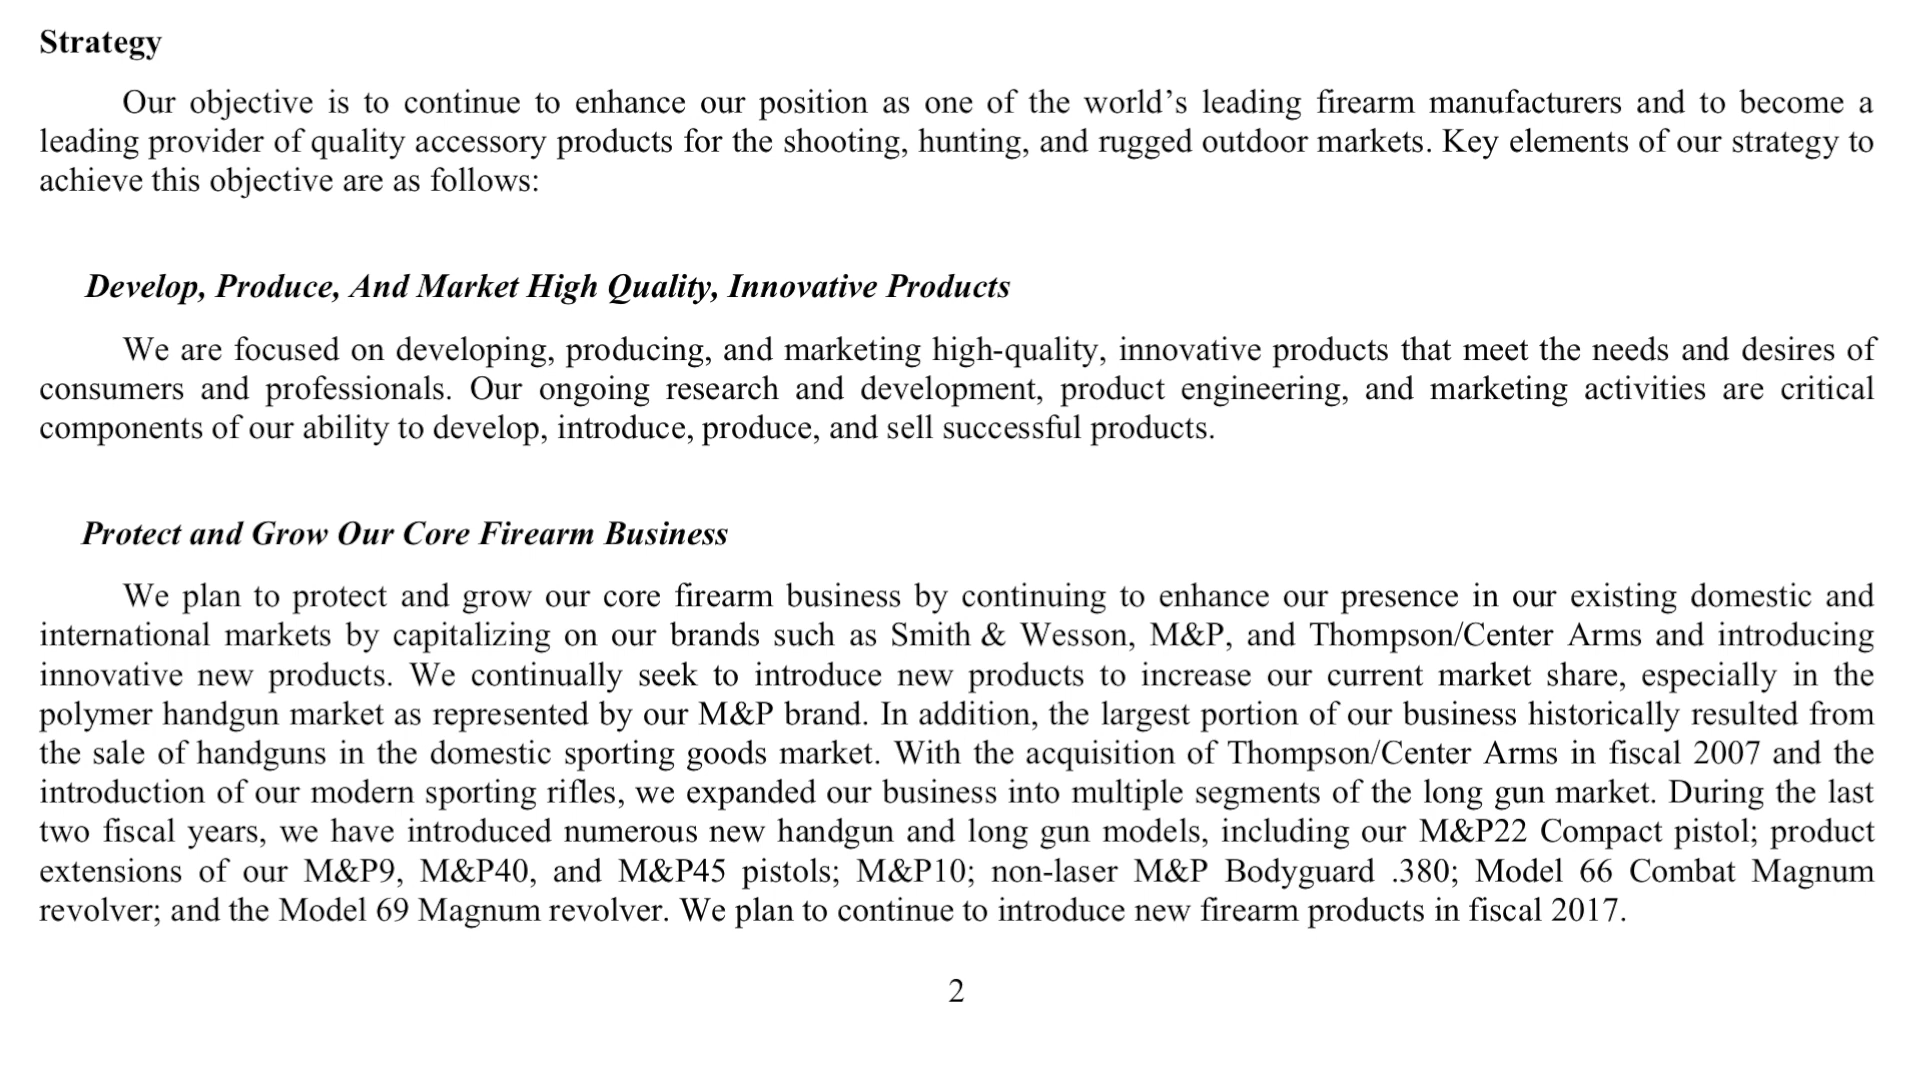 Strategy
Our objective is to continue to enhance our position as one of the world’s leading firearm manufacturers and to become a
leading provider of quality accessory products for the shooting, hunting, and rugged outdoor markets. Key elements of our strategy to
achieve this objective are as follows:
Develop, Produce, And Market High Quality, Innovative Products
We are focused on developing, producing, and marketing high-quality, innovative products that meet the needs and desires of
consumers and professionals. Our ongoing research and development, product engineering, and marketing activities are critical
components of our ability to develop, introduce, produce, and sell successful products.
Protect and Grow Our Core Firearm Business
We plan to protect and grow our core firearm business by continuing to enhance our presence in our existing domestic and
international markets by capitalizing on our brands such as Smith & Wesson, M&P, and Thompson/Center Arms and introducing
innovative new products. We continually seek to introduce new products to increase our current market share, especially in the
polymer handgun market as represented by our M&P brand. In addition, the largest portion of our business historically resulted from
the sale of handguns in the domestic sporting goods market. With the acquisition of Thompson/Center Arms in fiscal 2007 and the
introduction of our modern sporting rifles, we expanded our business into multiple segments of the long gun market. During the last
two fiscal years, we have introduced numerous new handgun and long gun models, including our M&P22 Compact pistol; product
extensions of our M&P9, M&P40, and M&P45 pistols; M&P10; non-laser M&P Bodyguard .380; Model 66 Combat Magnum
revolver; and the Model 69 Magnum revolver. We plan to continue to introduce new firearm products in fiscal 2017.
2